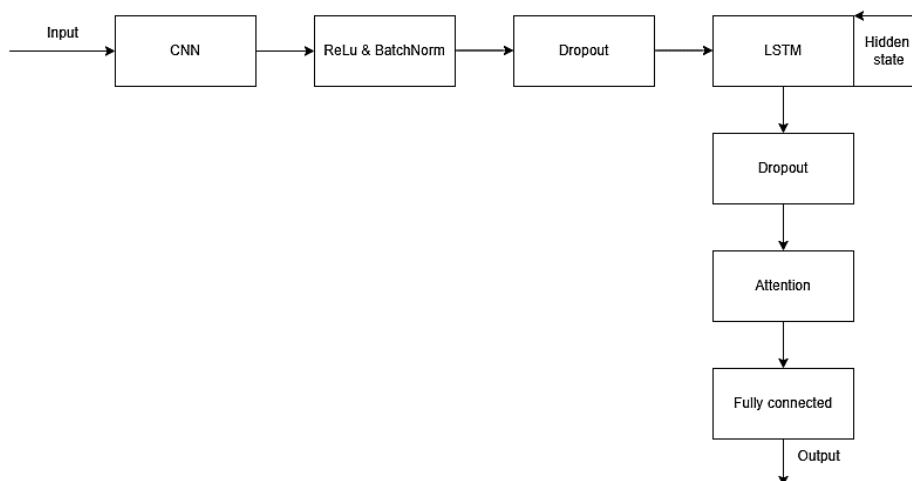 Input
CNN
ReLu & BatchNorm
Dropout
LSTM
Hidden
state
Dropout
Attention
Fully connected
Output